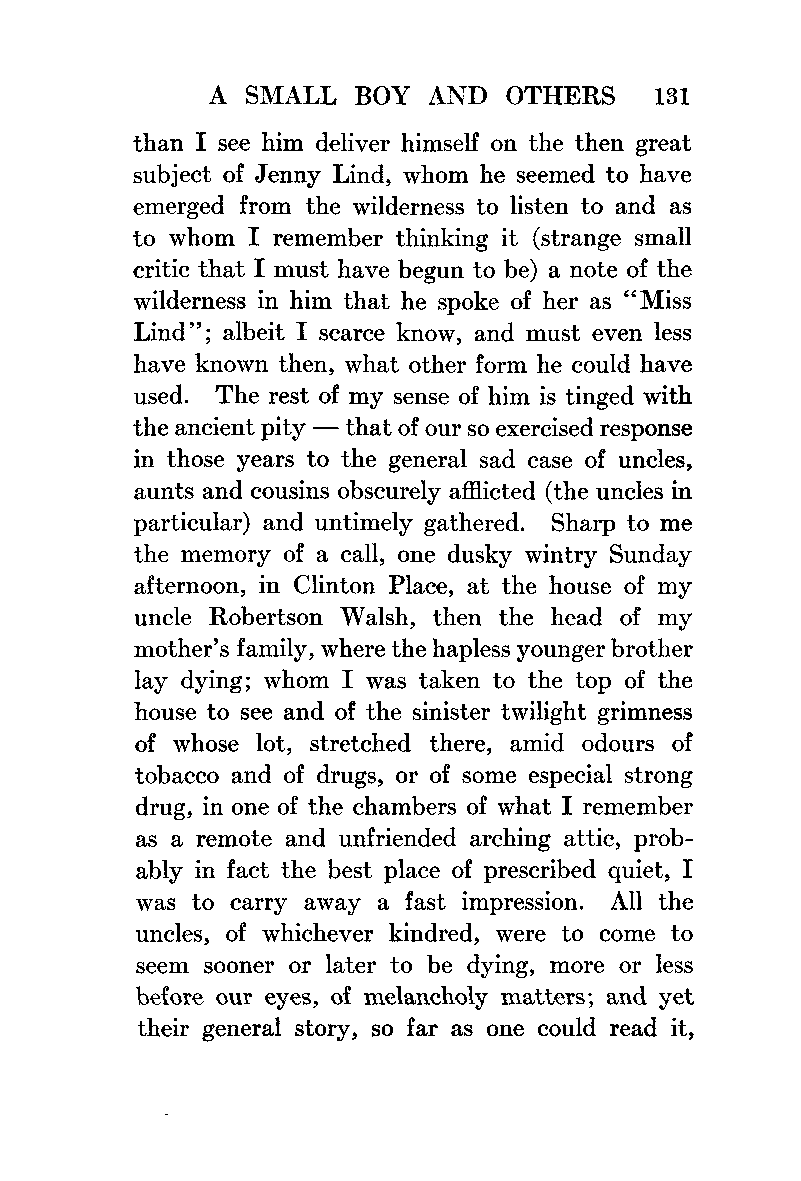 A SMALL BOY AND OTHERS 131
than I see him deliver himself on the then great
subject of Jenny Lind, whom he seemed to have
emerged from the wilderness to listen to and as
to whom I remember thinking it (strange small
critic that I must have begun to be) a note of the
wilderness in him that he spoke of her as “Miss
Lind”; albeit I scarce know, and must even less
have known then, what other form he could have
used. The rest of my sense of him is tinged with
the ancient pity — that of our so exercised response
in those years to the general sad case of uncles,
aunts and cousins obscurely afflicted (the uncles in
particular) and untimely gathered. Sharp to me
the memory of a call, one dusky wintry Sunday
afternoon, in Clinton Place, at the house of my
uncle Robertson Walsh, then the head of my
mother’s family, where the hapless younger brother
lay dying; whom I was taken to the top of the
house to see and of the sinister twilight grimness
of whose lot, stretched there, amid odours of
tobacco and of drugs, or of some especial strong
drug, in one of the chambers of what I remember
as a remote and unfriended arching attic, prob-
ably in fact the best place of prescribed quiet, I
was to carry away a fast impression. All the
uncles, of whichever kindred, were to come to
seem sooner or later to be dying, more or less
before our eyes, of melancholy matters; and yet
their general story, so far as one could read it,